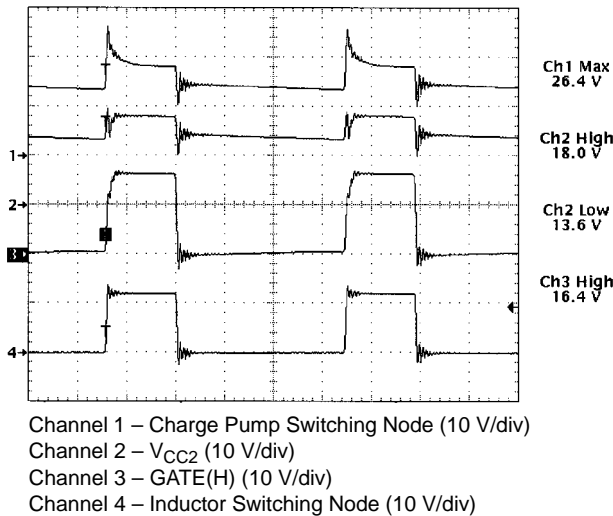 Ch1 Max
26.4 V
Ch2 High
18.0 V
1
2
Ch2 Low
13.6 V
3
Ch3 High
16.4 V
4
Channel 1 – Charge Pump Switching Node (10 V/div)
Channel 2 – VCC2 (10 V/div)
Channel 3 – GATE(H) (10 V/div)
Channel 4 – Inductor Switching Node (10 V/div)